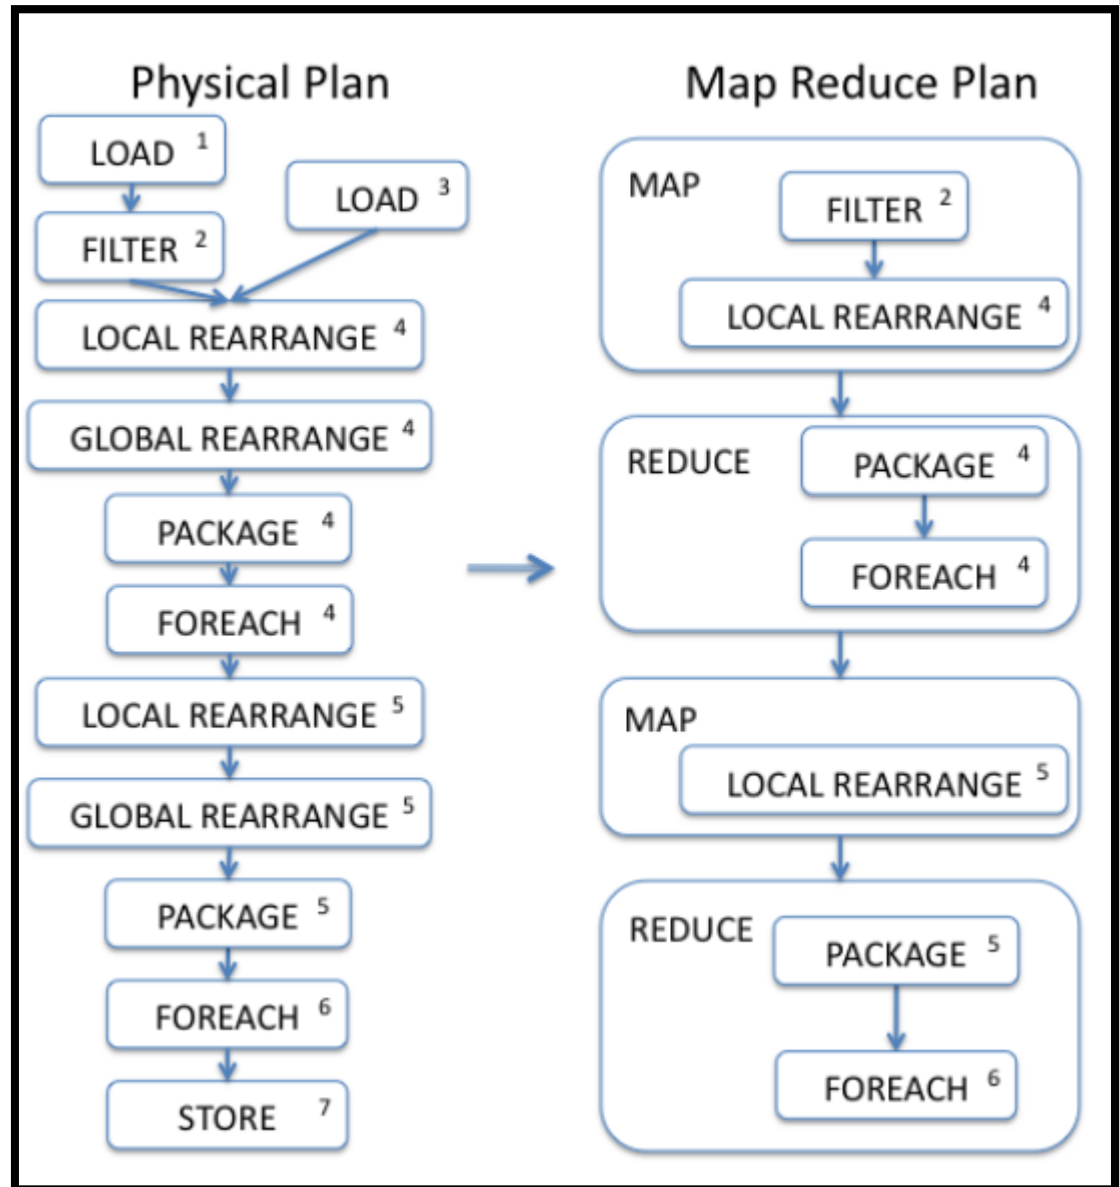 Physical Plan
LOAD 1
LOAD 3
FILTER 2
LOCAL REARRANGE 4
GLOBAL REARRANGE 4
PACKAGE 4
FOREACH 4
LOCAL REARRANGE 5
GLOBAL REARRANGE 5
PACKAGE 5
FOREACH 6
STORE 7
Map Reduce Plan
MAP
FILTER 2
LOCAL REARRANGE 4
REDUCE
PACKAGE 4
FOREACH 4
MAP
LOCAL REARRANGE 5
REDUCE
PACKAGE 5
FOREACH 6